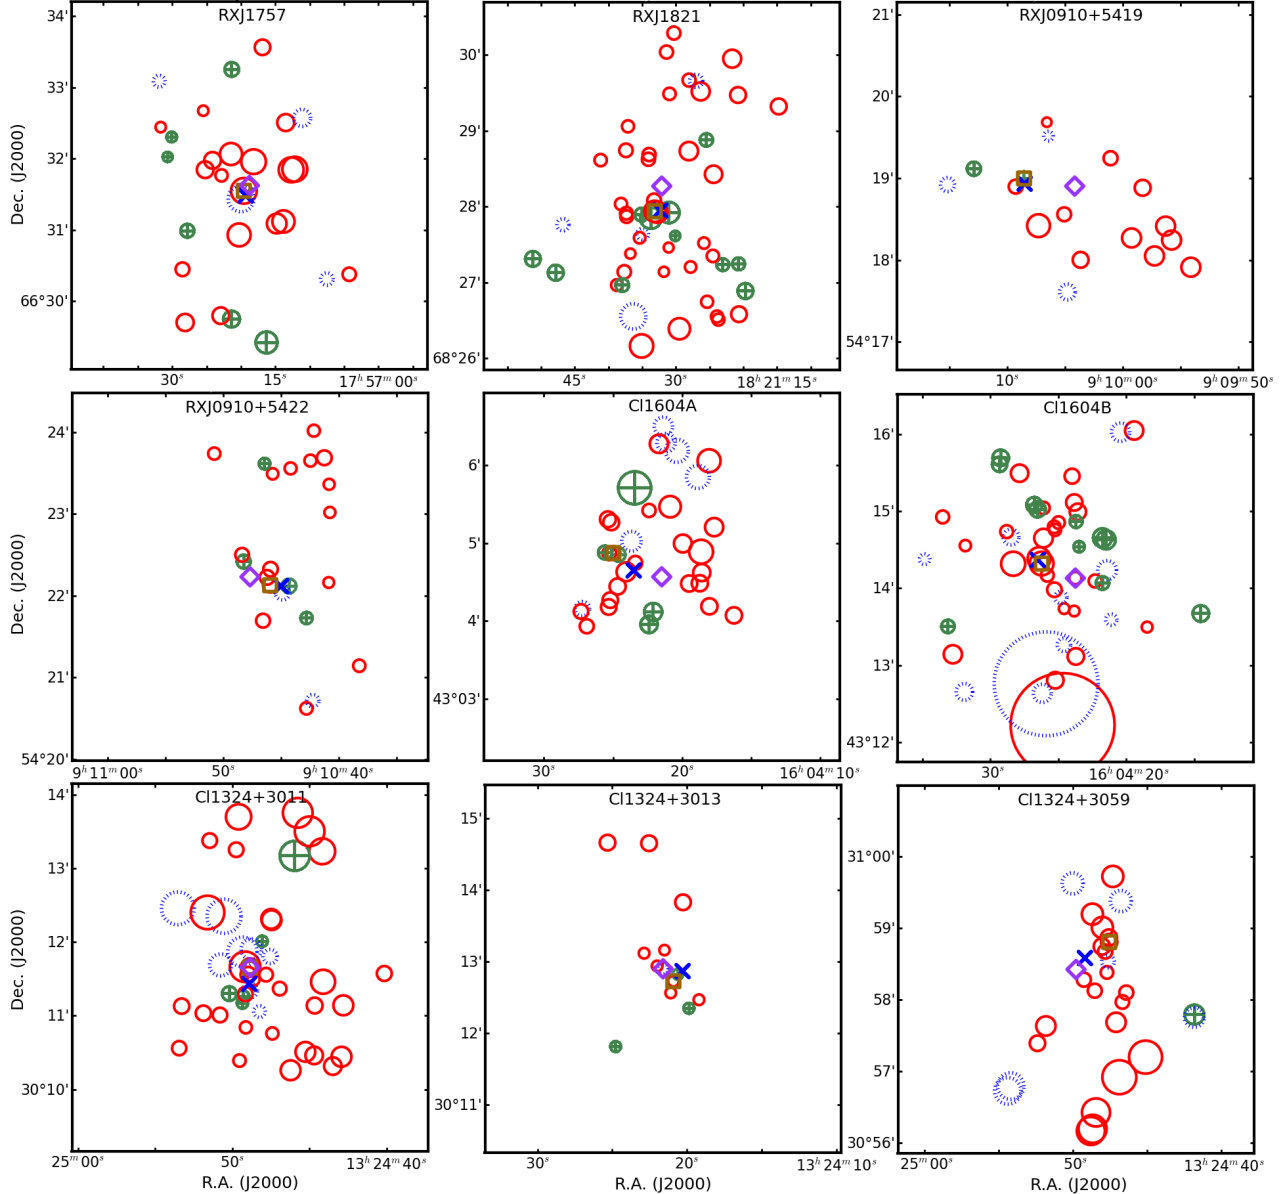 RXJ1757
34'
33'
32'
31'
66°30'
30ˢ
15ˢ
17ʰ57ᵐ00ˢ
Dec. (J2000)
RXJ1821
30'
29'
28'
27'
68°26'
45ˢ
30ˢ
18ʰ21ᵐ15ˢ
RXJ0910+5419
21'
20'
19'
18'
54°17'
10ˢ
9ʰ10ᵐ00ˢ
9ʰ09ᵐ50ˢ
RXJ0910+5422
24'
23'
22'
21'
54°20'
9ʰ11ᵐ00ˢ
50ˢ
9ʰ10ᵐ40ˢ
Dec. (J2000)
Cl1604A
6'
5'
4'
43°03'
30ˢ
20ˢ
16ʰ04ᵐ10ˢ
Cl1604B
16'
15'
14'
13'
43°12'
30ˢ
16ʰ04ᵐ20ˢ
Cl1324+3011
14'
13'
12'
11'
30°10'
25ᵐ00ˢ
50ˢ
13ʰ24ᵐ40ˢ
Dec. (J2000)
R.A. (J2000)
Cl1324+3013
15'
14'
13'
12'
30°11'
30ˢ
20ˢ
13ʰ24ᵐ10ˢ
R.A. (J2000)
Cl1324+3059
31°00'
59'
58'
57'
30°56'
25ᵐ00ˢ
50ˢ
13ʰ24ᵐ40ˢ
R.A. (J2000)